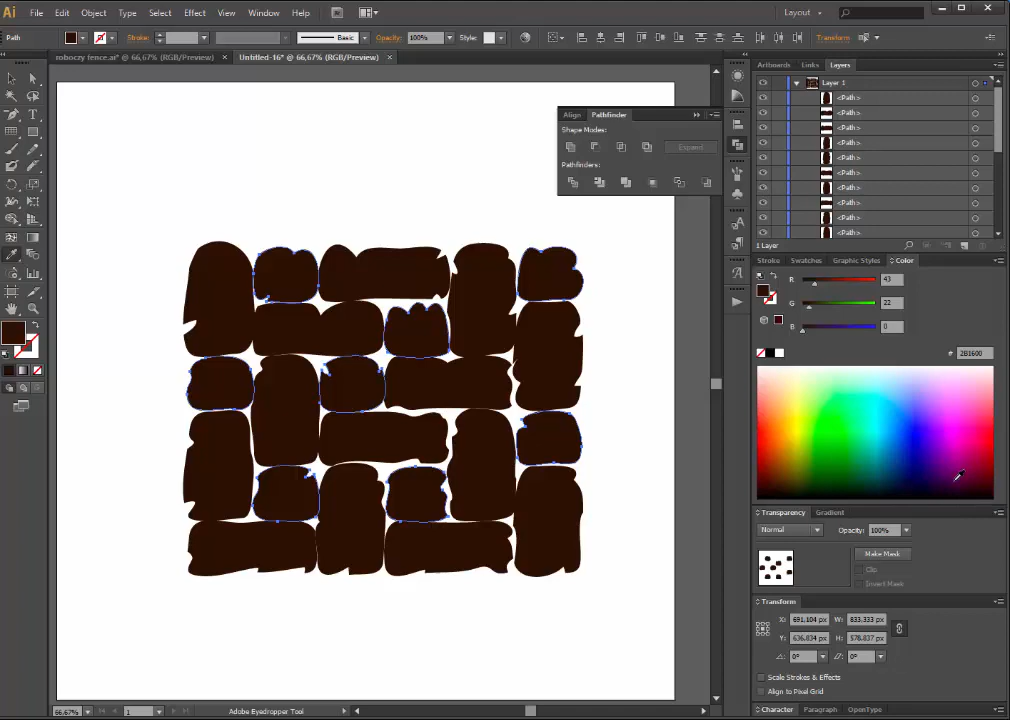 Ai File Edit Object Type Select Effect View Window Help Br Layout
Path Stroke: Basic Opacity: 100% Style: Transform
roboczy fence.ai* @ 66,67% (RGB/Preview) × Untitled-16* @ 66,67% (RGB/Preview) ×
Artboards Links Layers
Layer 1
<Path>
<Path>
<Path>
<Path>
<Path>
<Path>
<Path>
<Path>
<Path>
<Path>
1 Layer
Align Pathfinder
Shape Modes:
Expand
Pathfinders:
Stroke Swatches Graphic Styles Color
R 43
G 22
B 0
# 2B1600
Transparency Gradient
Normal Opacity: 100%
Make Mask
Clip
Invert Mask
Transform
X: 691,104 px W: 833,333 px
Y: 636,834 px H: 578,817 px
0° 0°
Scale Strokes & Effects
Align to Pixel Grid
Character Paragraph OpenType
66,67% 1 Adobe Eyedropper Tool